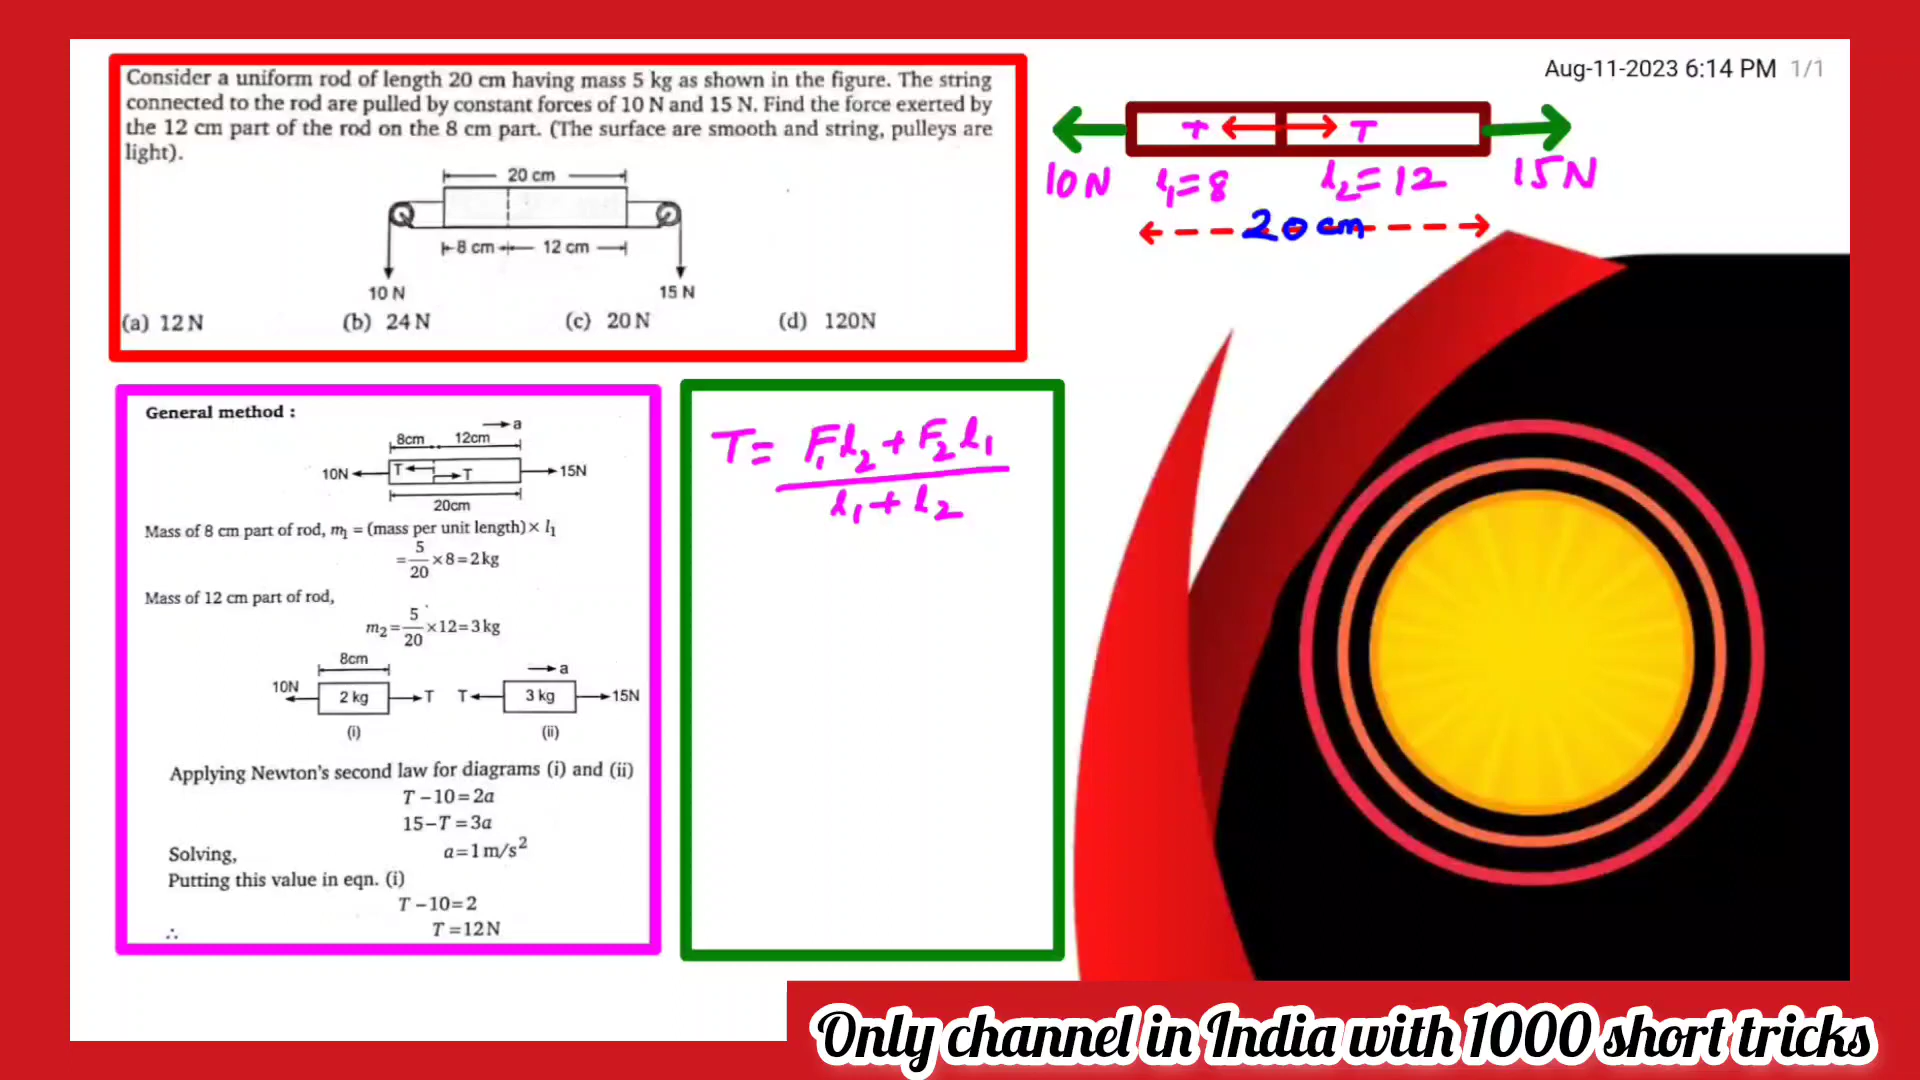 Consider a uniform rod of length 20 cm having mass 5 kg as shown in the figure. The string
connected to the rod are pulled by constant forces of 10 N and 15 N. Find the force exerted by
the 12 cm part of the rod on the 8 cm part. (The surface are smooth and string, pulleys are
light).
20 cm
8 cm 12 cm
10 N 15 N
(a) 12 N (b) 24 N (c) 20 N (d) 120N
Aug-11-2023 6:14 PM 1/1
T T
10N l₁=8 l₂=12 15N
20 cm
General method :
a
8cm 12cm
10N T T 15N
20cm
Mass of 8 cm part of rod, m₁ = (mass per unit length) × l₁
= 5/20 × 8 = 2 kg
Mass of 12 cm part of rod,
m₂ = 5/20 × 12 = 3 kg
8cm a
10N 2 kg T T 3 kg 15N
(i) (ii)
Applying Newton's second law for diagrams (i) and (ii)
T − 10 = 2a
15 − T = 3a
Solving, a = 1 m/s²
Putting this value in eqn. (i)
T − 10 = 2
∴ T = 12 N
T = F₁l₂ + F₂l₁
l₁ + l₂
Only channel in India with 1000 short tricks